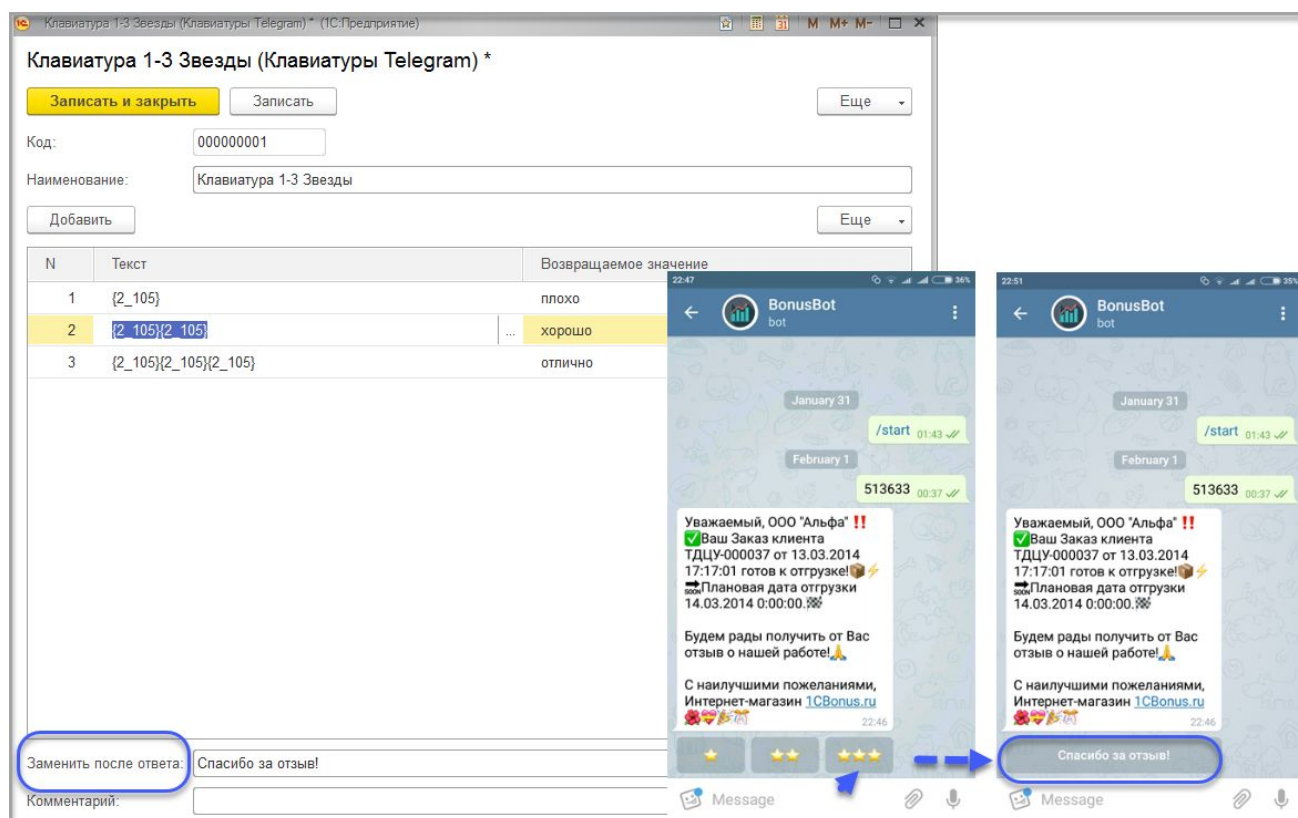 Клавиатура 1-3 Звезды (Клавиатуры Telegram) * (1С:Предприятие)
M M+ M-
Клавиатура 1-3 Звезды (Клавиатуры Telegram) *
Записать и закрыть Записать Еще
Код: 000000001
Наименование: Клавиатура 1-3 Звезды
Добавить Еще
N Текст Возвращаемое значение
1 {2_105} плохо
2 {2_105}{2_105} ... хорошо
3 {2_105}{2_105}{2_105} отлично
Заменить после ответа: Спасибо за отзыв!
Комментарий:
22:47 36%
BonusBot
bot
January 31
/start 01:43
February 1
513633 00:37
Уважаемый, ООО "Альфа" ‼️
✅Ваш Заказ клиента
ТДЦУ-000037 от 13.03.2014
17:17:01 готов к отгрузке!📦⚡
🔜Плановая дата отгрузки
14.03.2014 0:00:00.🏁
Будем рады получить от Вас
отзыв о нашей работе!🙏
С наилучшими пожеланиями,
Интернет-магазин 1CBonus.ru
22:46
Message
22:51 35%
BonusBot
bot
January 31
/start 01:43
February 1
513633 00:37
Уважаемый, ООО "Альфа" ‼️
✅Ваш Заказ клиента
ТДЦУ-000037 от 13.03.2014
17:17:01 готов к отгрузке!📦⚡
🔜Плановая дата отгрузки
14.03.2014 0:00:00.🏁
Будем рады получить от Вас
отзыв о нашей работе!🙏
С наилучшими пожеланиями,
Интернет-магазин 1CBonus.ru
22:46
Спасибо за отзыв!
Message